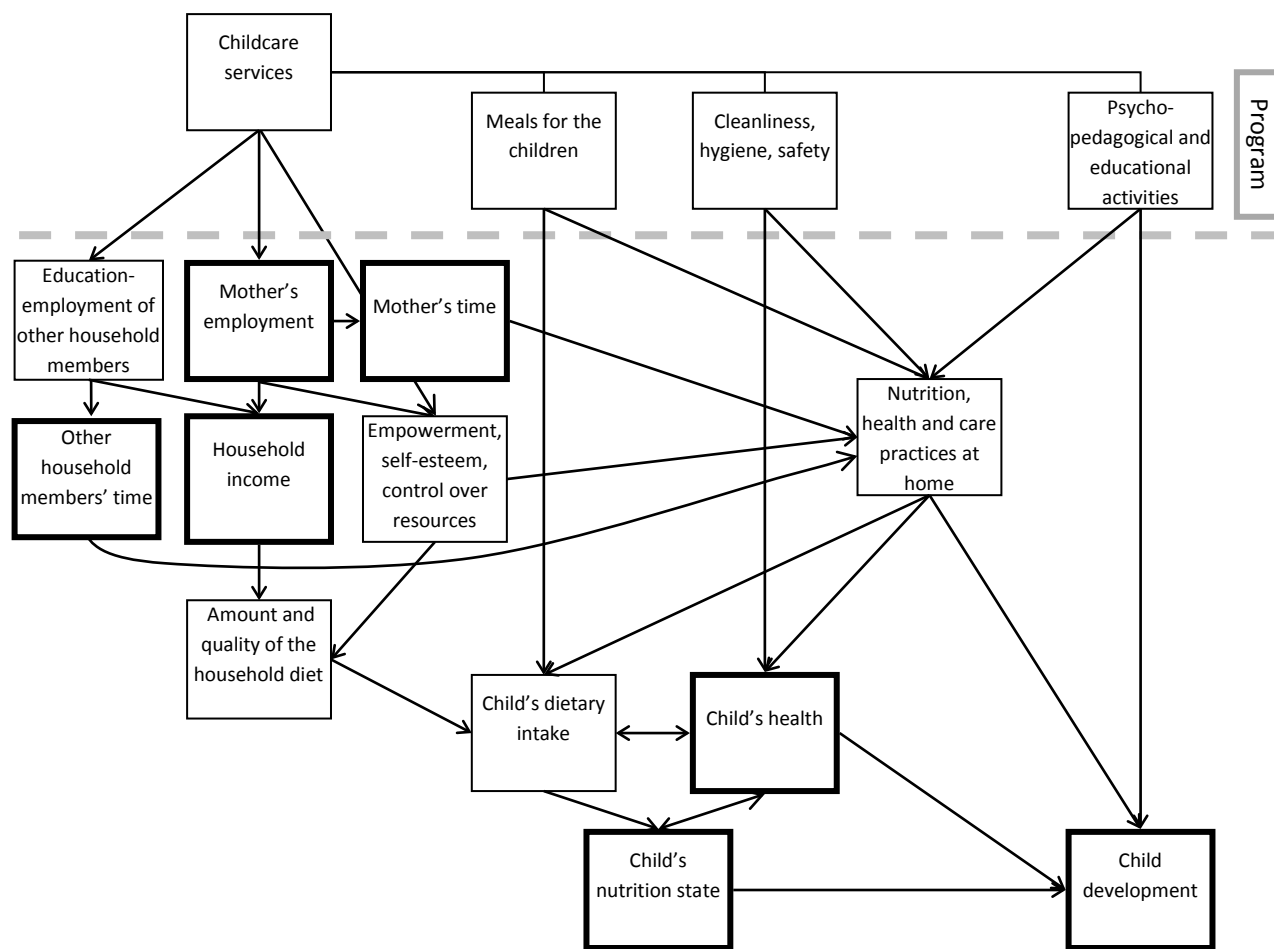 Childcare
services
Meals for the
children
Cleanliness,
hygiene, safety
Psycho-
pedagogical and
educational
activities
Program
Education-
employment of
other household
members
Mother’s
employment
Mother’s time
Other
household
members’ time
Household
income
Empowerment,
self-esteem,
control over
resources
Nutrition,
health and care
practices at
home
Amount and
quality of the
household diet
Child’s dietary
intake
Child’s health
Child’s
nutrition state
Child
development